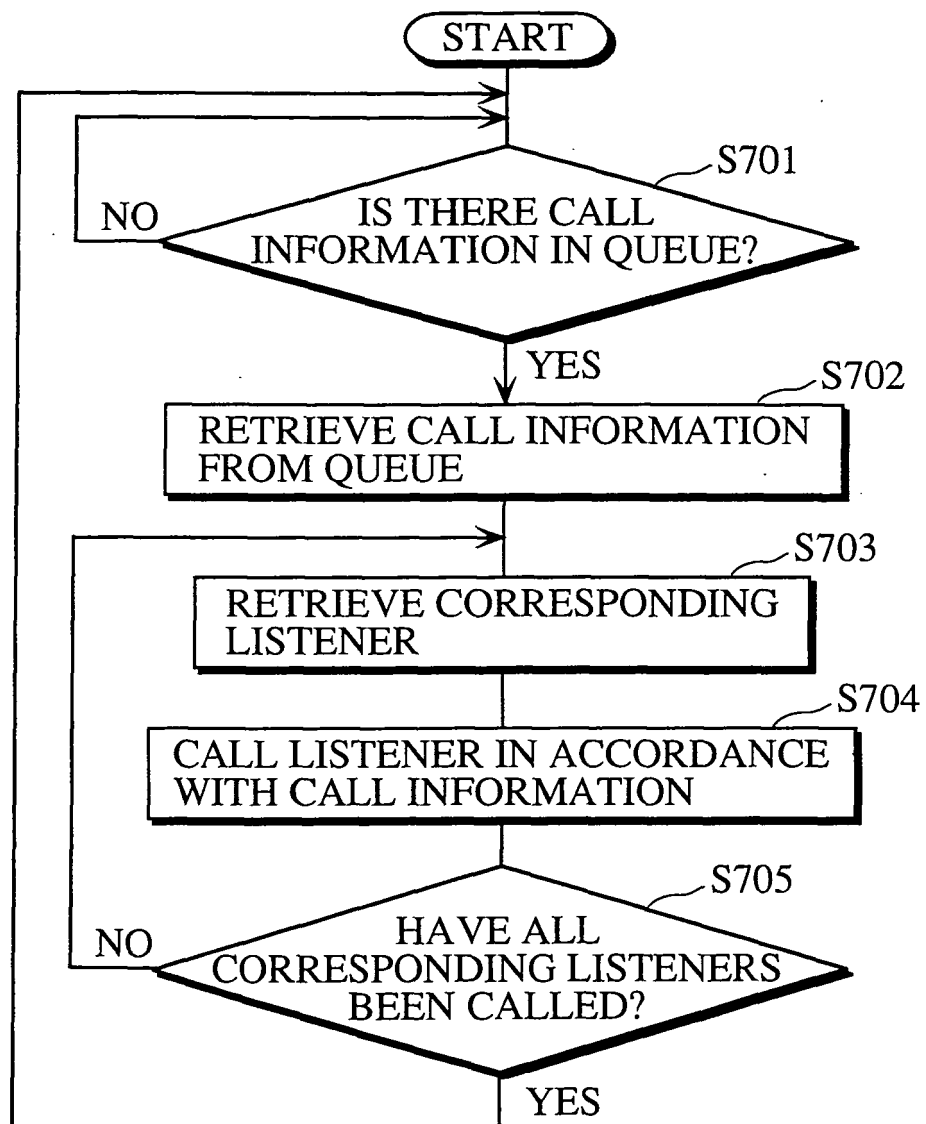 START
S701
IS THERE CALL
INFORMATION IN QUEUE?
NO
YES
S702
RETRIEVE CALL INFORMATION
FROM QUEUE
S703
RETRIEVE CORRESPONDING
LISTENER
S704
CALL LISTENER IN ACCORDANCE
WITH CALL INFORMATION
S705
HAVE ALL
CORRESPONDING LISTENERS
BEEN CALLED?
NO
YES